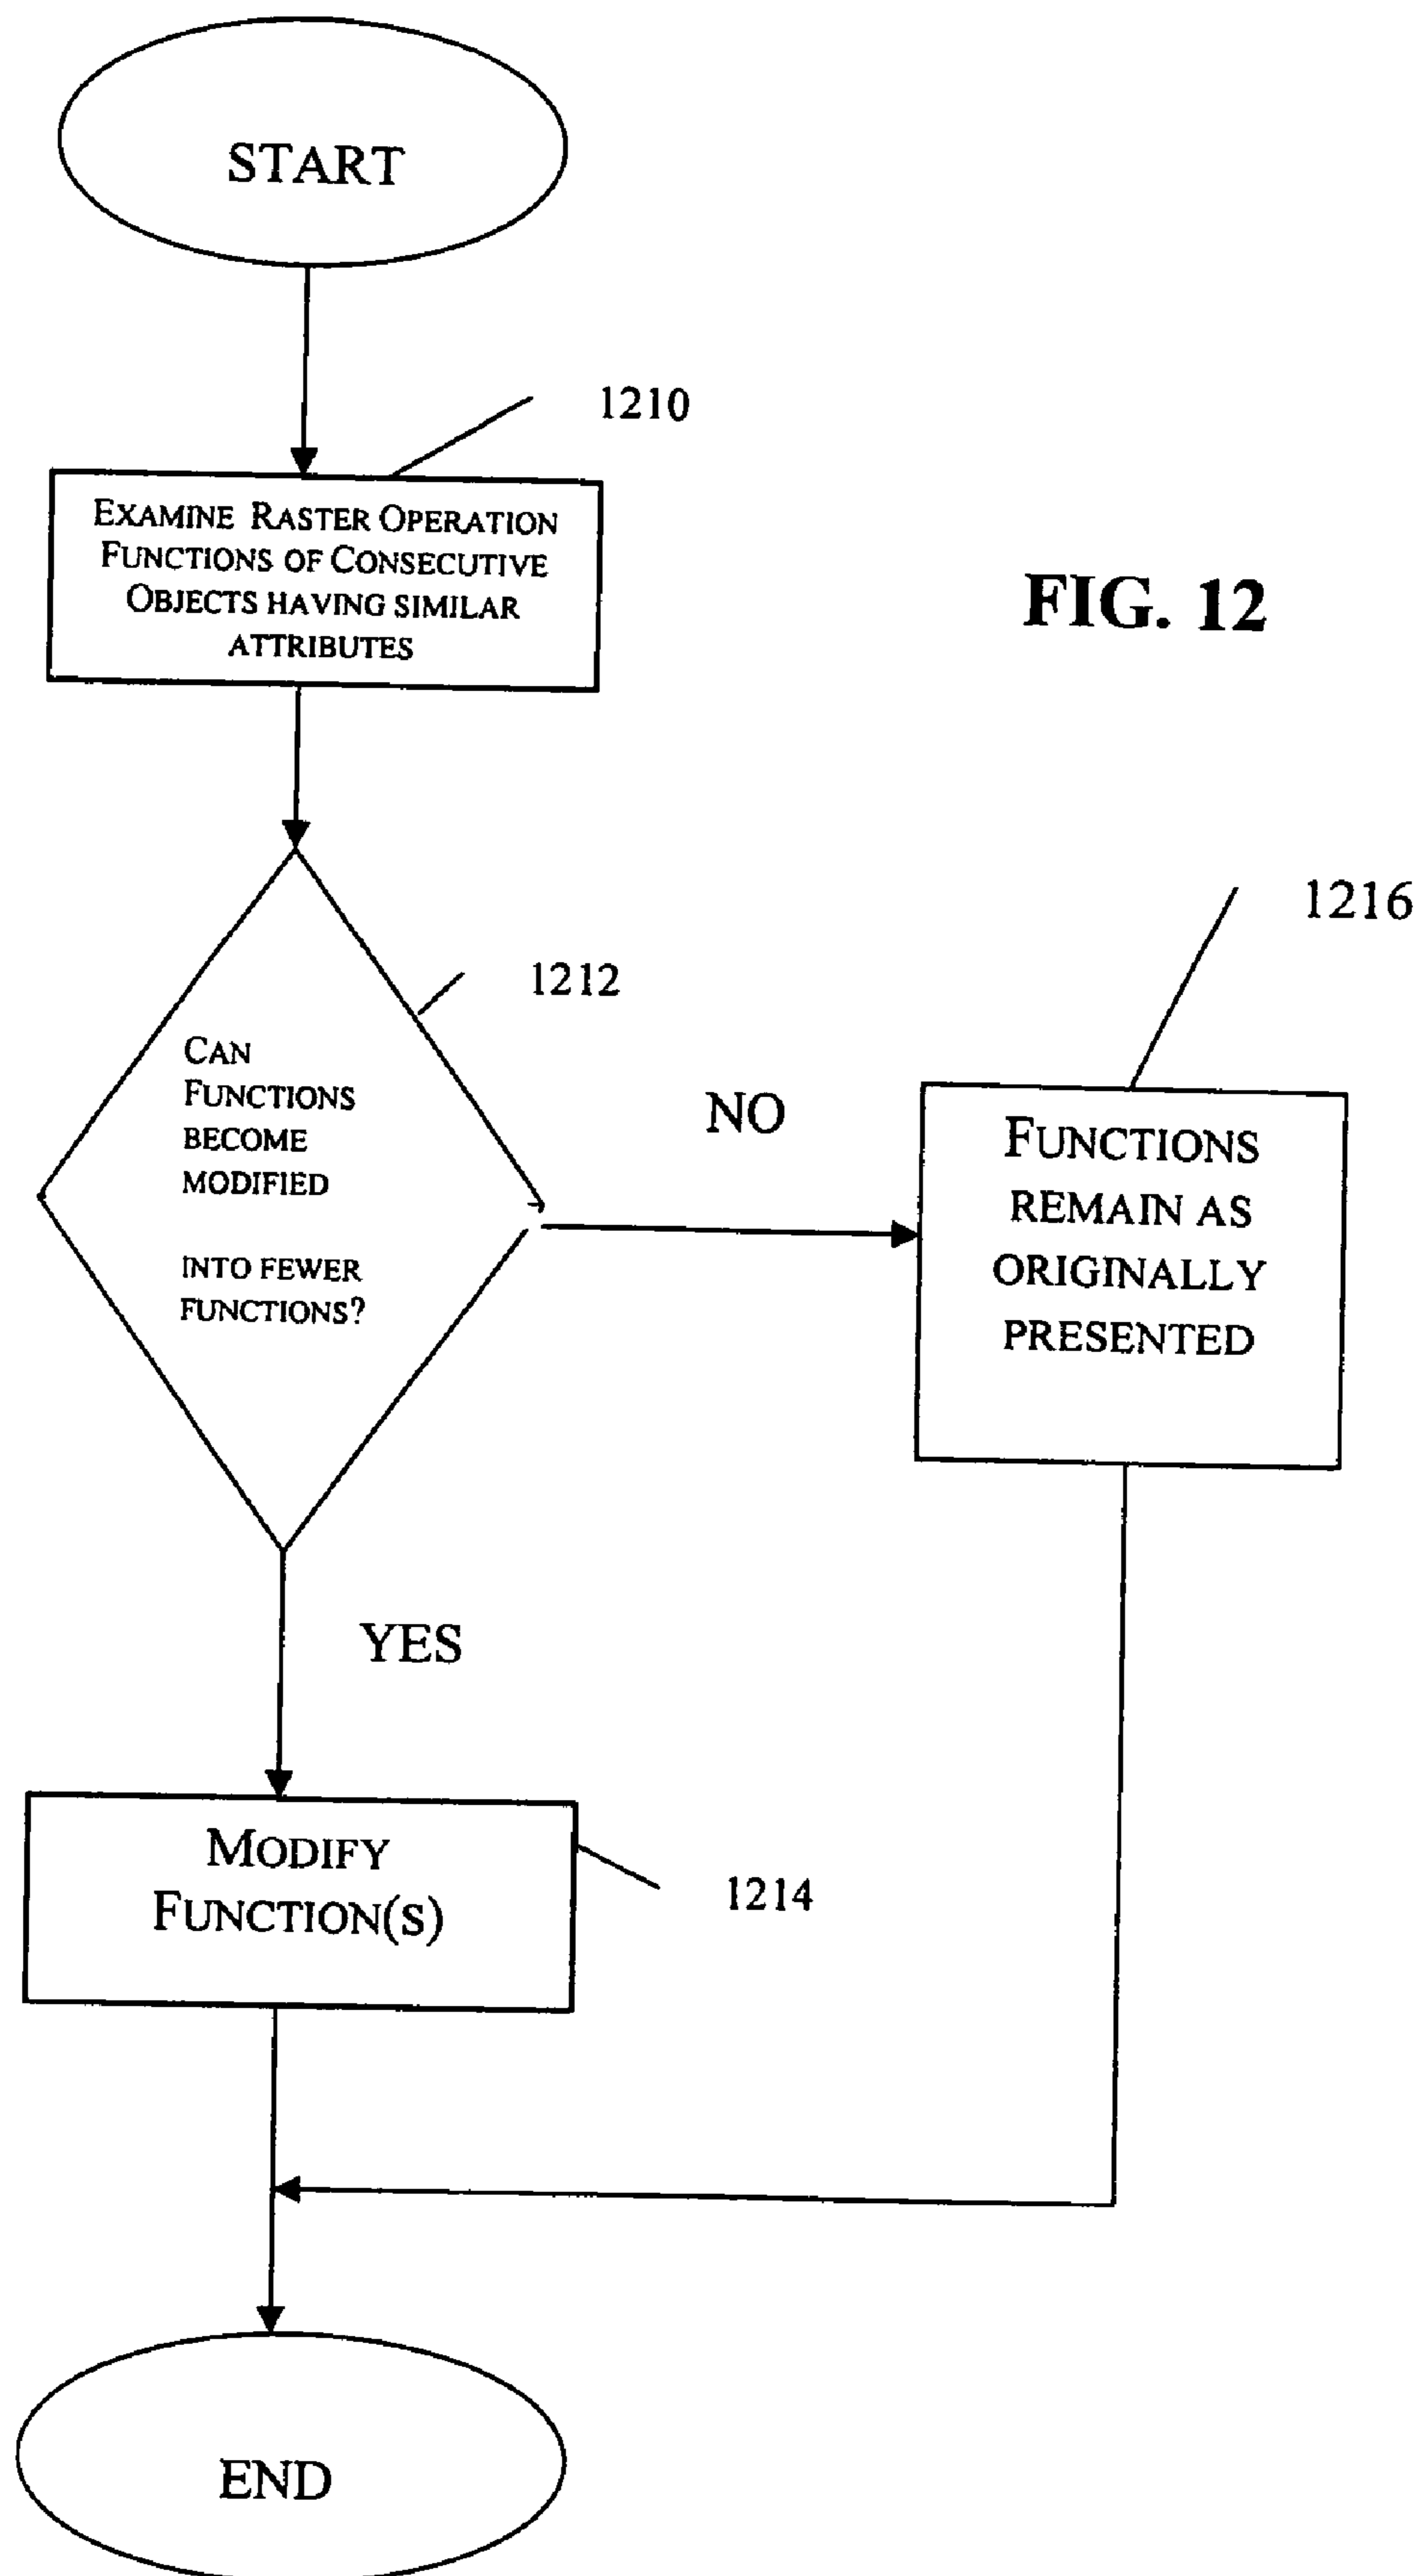 START
1210
EXAMINE RASTER OPERATION
FUNCTIONS OF CONSECUTIVE
OBJECTS HAVING SIMILAR
ATTRIBUTES
FIG. 12
1212
CAN
FUNCTIONS
BECOME
MODIFIED
INTO FEWER
FUNCTIONS?
NO
1216
FUNCTIONS
REMAIN AS
ORIGINALLY
PRESENTED
YES
MODIFY
FUNCTION(S)
1214
END